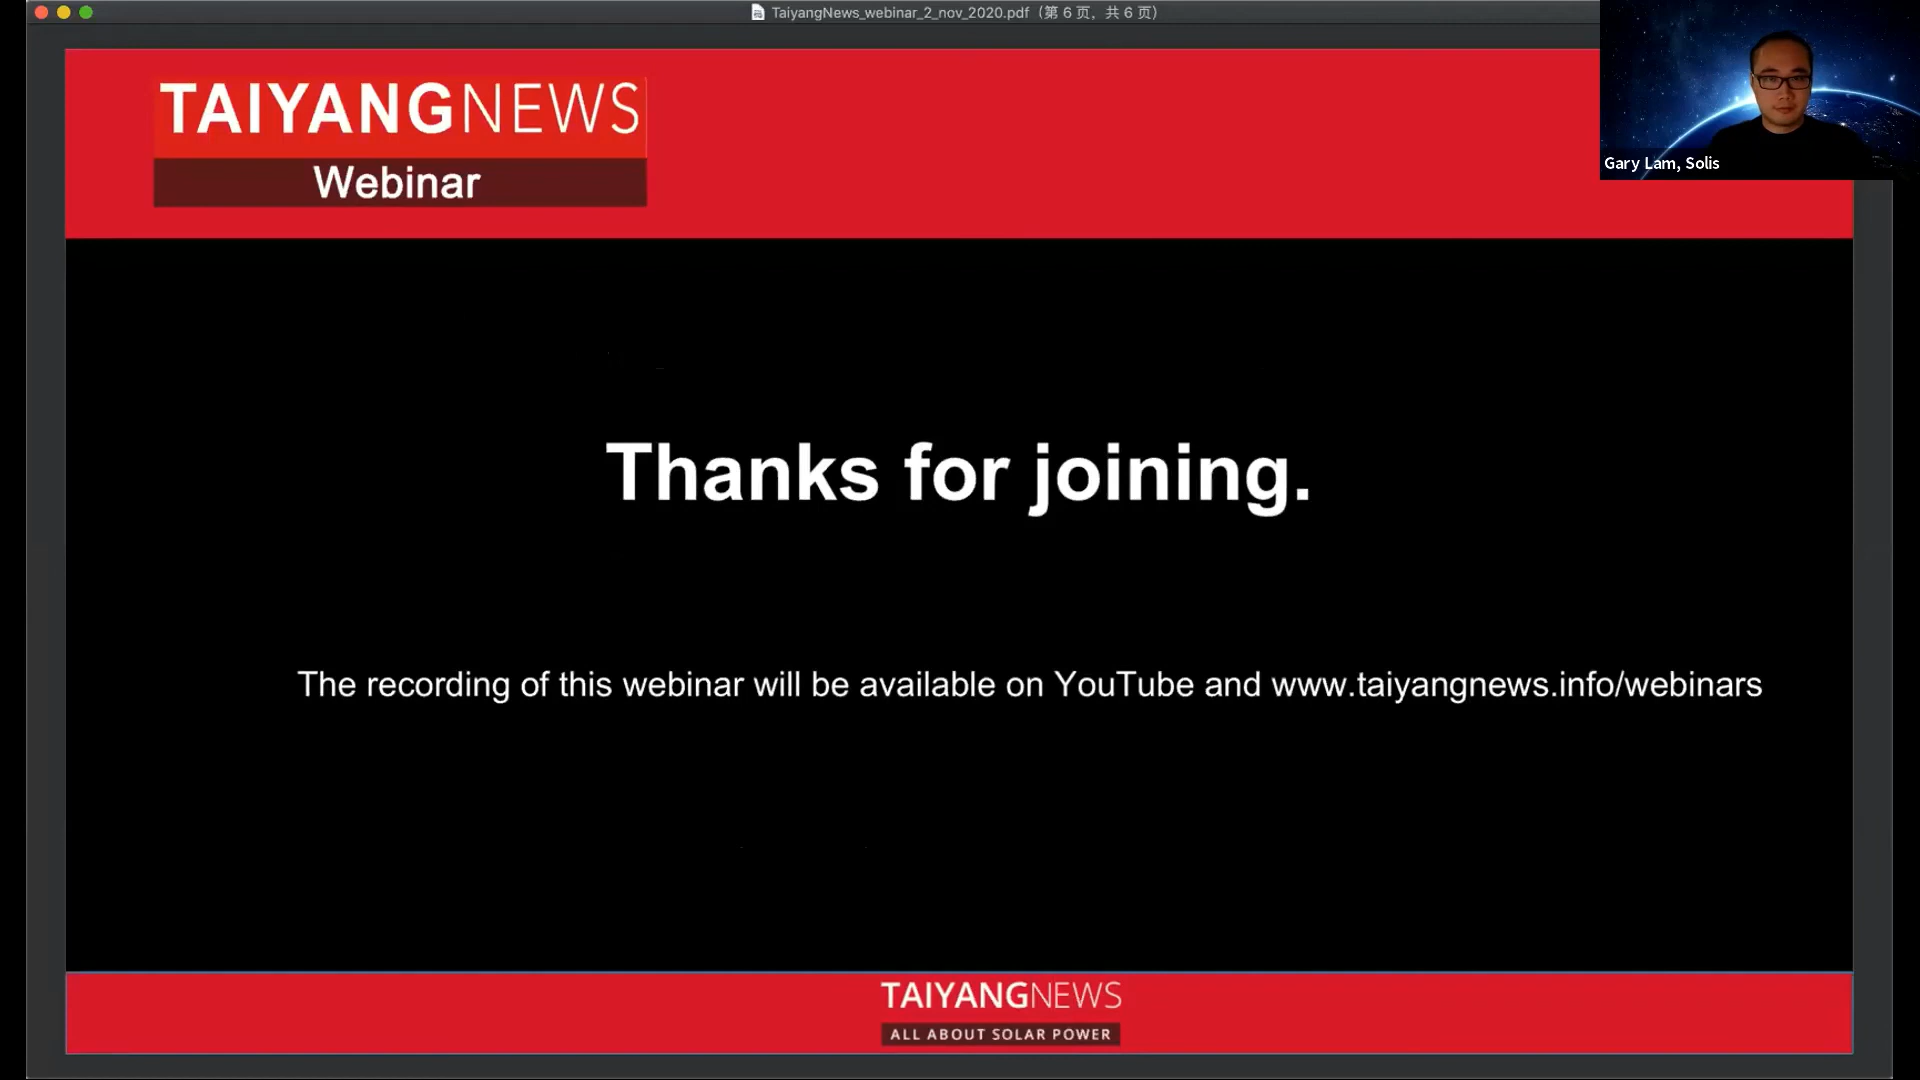 TaiyangNews_webinar_2_nov_2020.pdf（第 6 页，共 6 页）
TAIYANGNEWS
Webinar
Gary Lam, Solis
Thanks for joining.
The recording of this webinar will be available on YouTube and www.taiyangnews.info/webinars
TAIYANGNEWS
ALL ABOUT SOLAR POWER